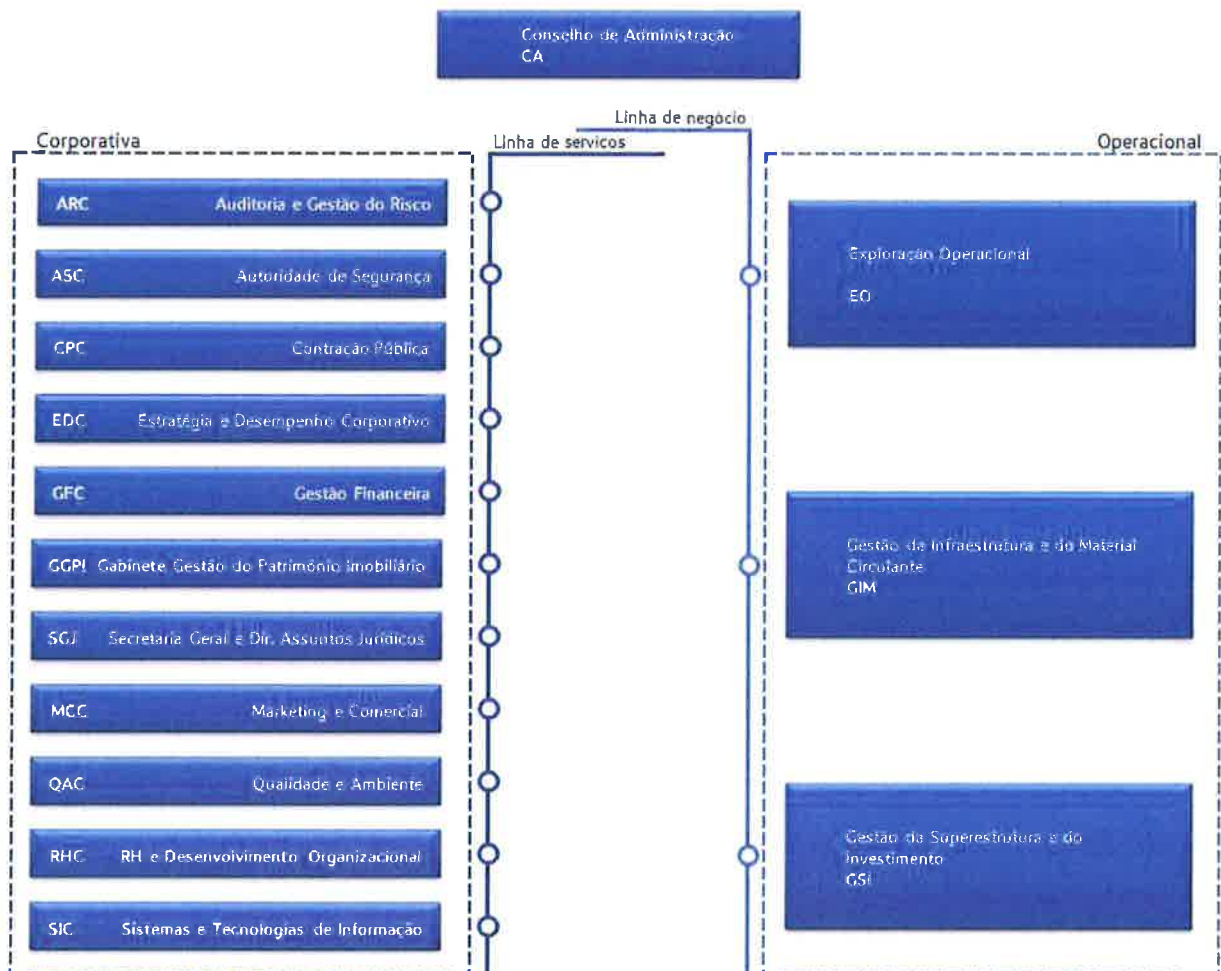 Conselho de Administração
CA
Linha de negócio
Linha de servicos
Corporativa
Operacional
ARC Auditoria e Gestão do Risco
ASC Autoridade de Segurança
CPC Contração Pública
EDC Estratégia e Desempenho Corporativo
GFC Gestão Financeira
GGPI Gabinete Gestão do Património Imobiliário
SGJ Secretaria Geral e Dir. Assuntos Jurídicos
MCC Marketing e Comercial
QAC Qualidade e Ambiente
RHC RH e Desenvolvimento Organizacional
SIC Sistemas e Tecnologias de Informação
Exploração Operacional
EO
Gestão da Infraestrutura e do Material
Circulante
GIM
Gestão da Superestrutura e do
Investimento
GSI